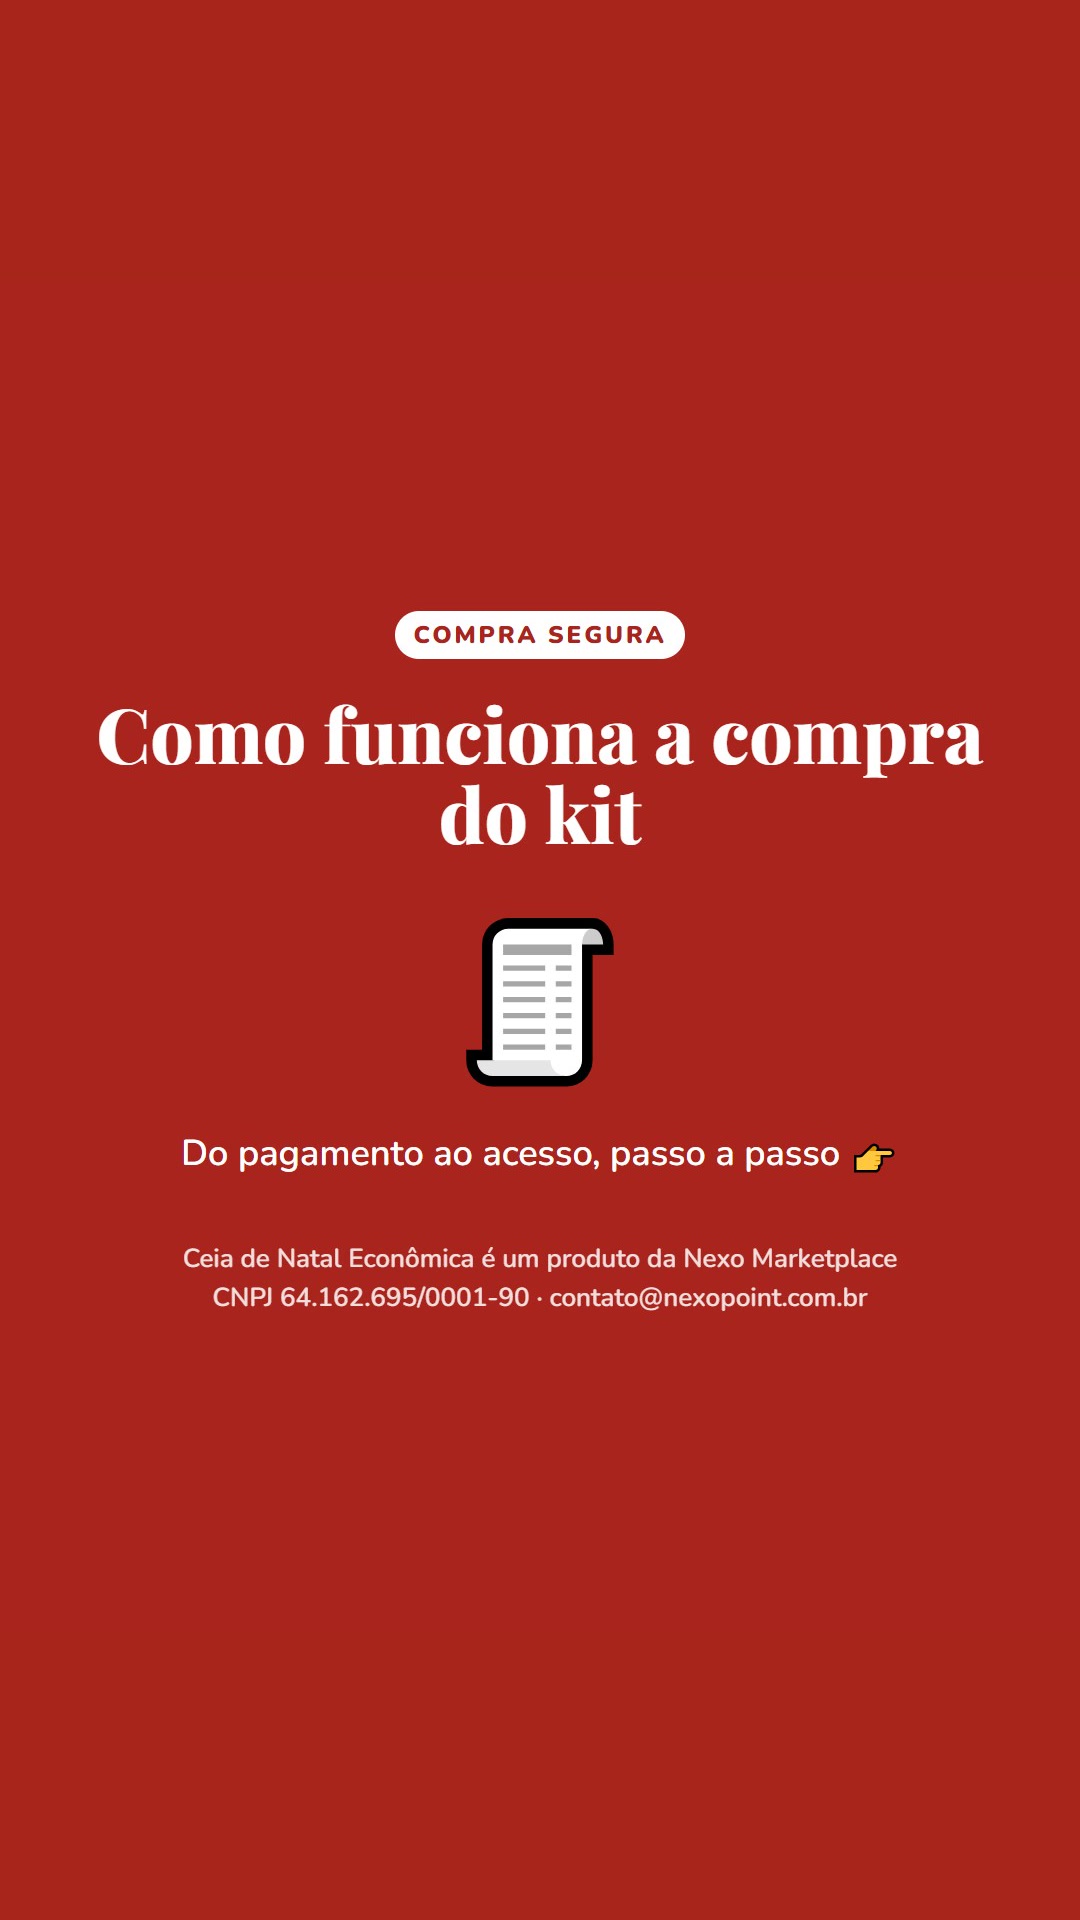 COMPRA SEGURA
Como funciona a compra
do kit
Do pagamento ao acesso, passo a passo 👉
Ceia de Natal Econômica é um produto da Nexo Marketplace
CNPJ 64.162.695/0001-90 · contato@nexopoint.com.br